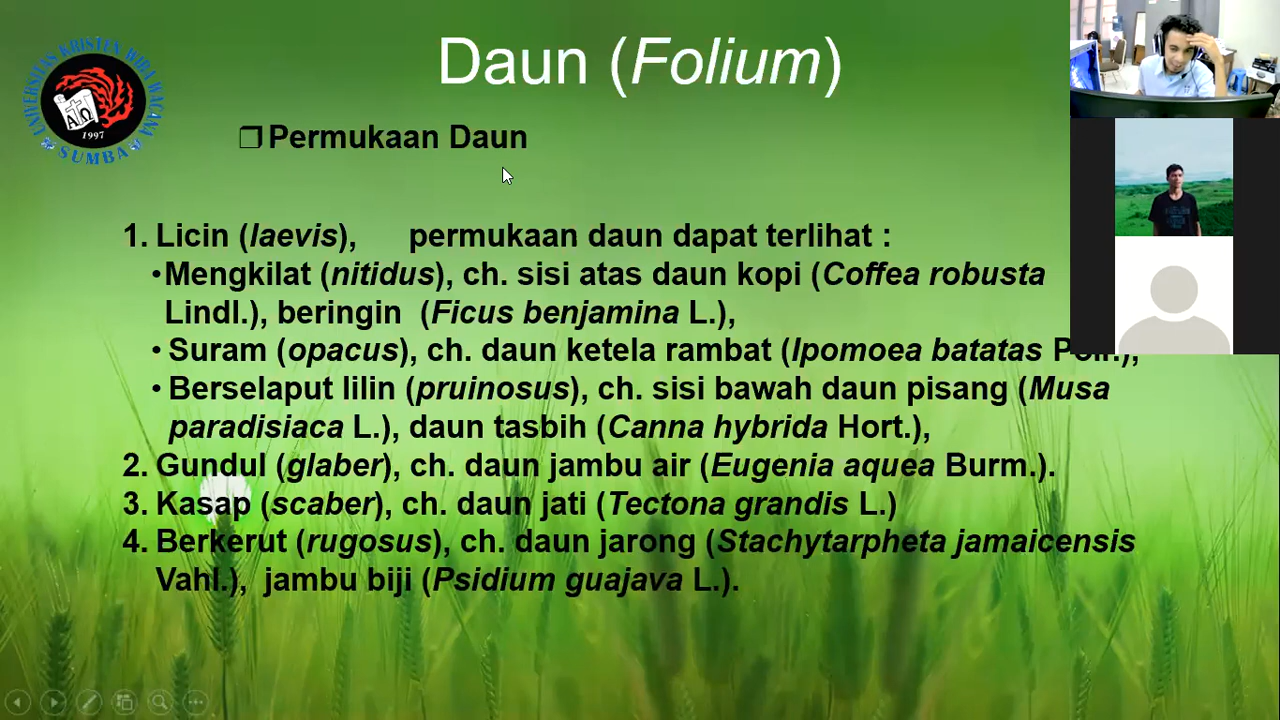 UNIVERSITAS KRISTEN WIRA WACANA
1997
SUMBA
Daun (Folium)
❒Permukaan Daun
1. Licin (laevis), permukaan daun dapat terlihat :
•Mengkilat (nitidus), ch. sisi atas daun kopi (Coffea robusta
Lindl.), beringin (Ficus benjamina L.),
• Suram (opacus), ch. daun ketela rambat (Ipomoea batatas
• Berselaput lilin (pruinosus), ch. sisi bawah daun pisang (Musa
paradisiaca L.), daun tasbih (Canna hybrida Hort.),
2. Gundul (glaber), ch. daun jambu air (Eugenia aquea Burm.).
3. Kasap (scaber), ch. daun jati (Tectona grandis L.)
4. Berkerut (rugosus), ch. daun jarong (Stachytarpheta jamaicensis
Vahl.), jambu biji (Psidium guajava L.).